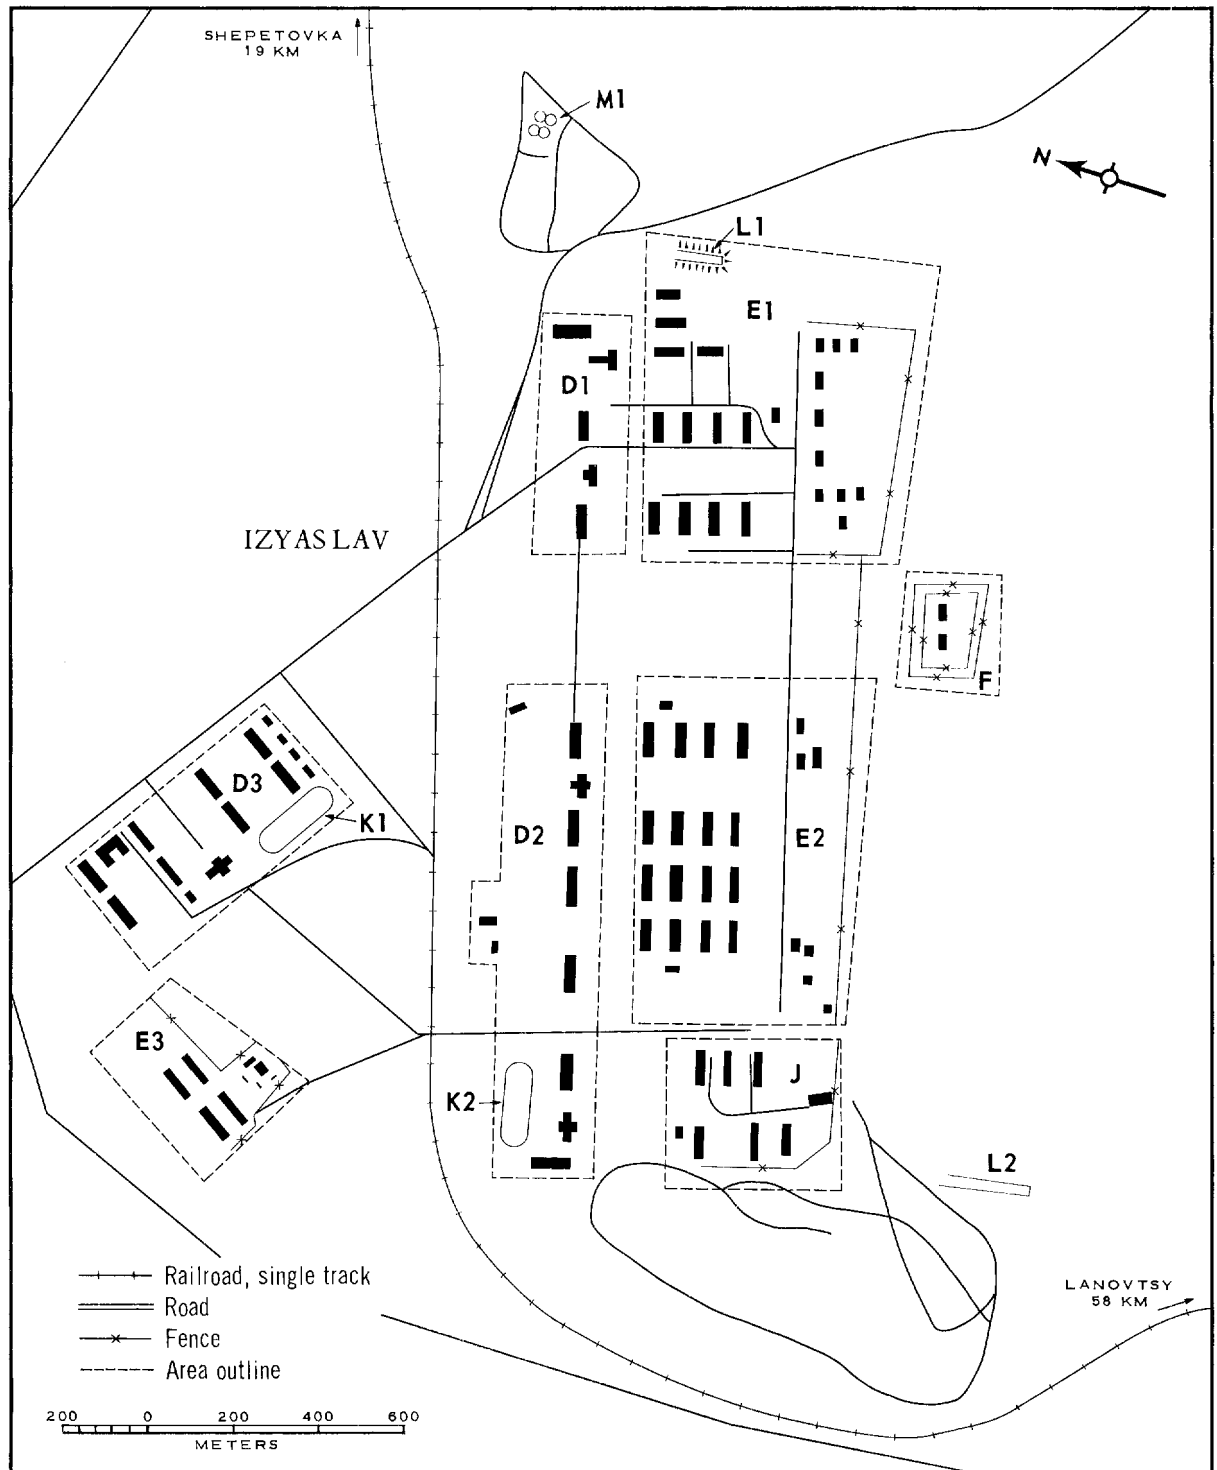 SHEPETOVKA
19 KM
M1
N
L1
E1
D1
IZYASLAV
F
D3
K1
D2
E2
E3
J
K2
L2
LANOVTSY
58 KM
Railroad, single track
Road
Fence
Area outline
200 0 200 400 600
METERS